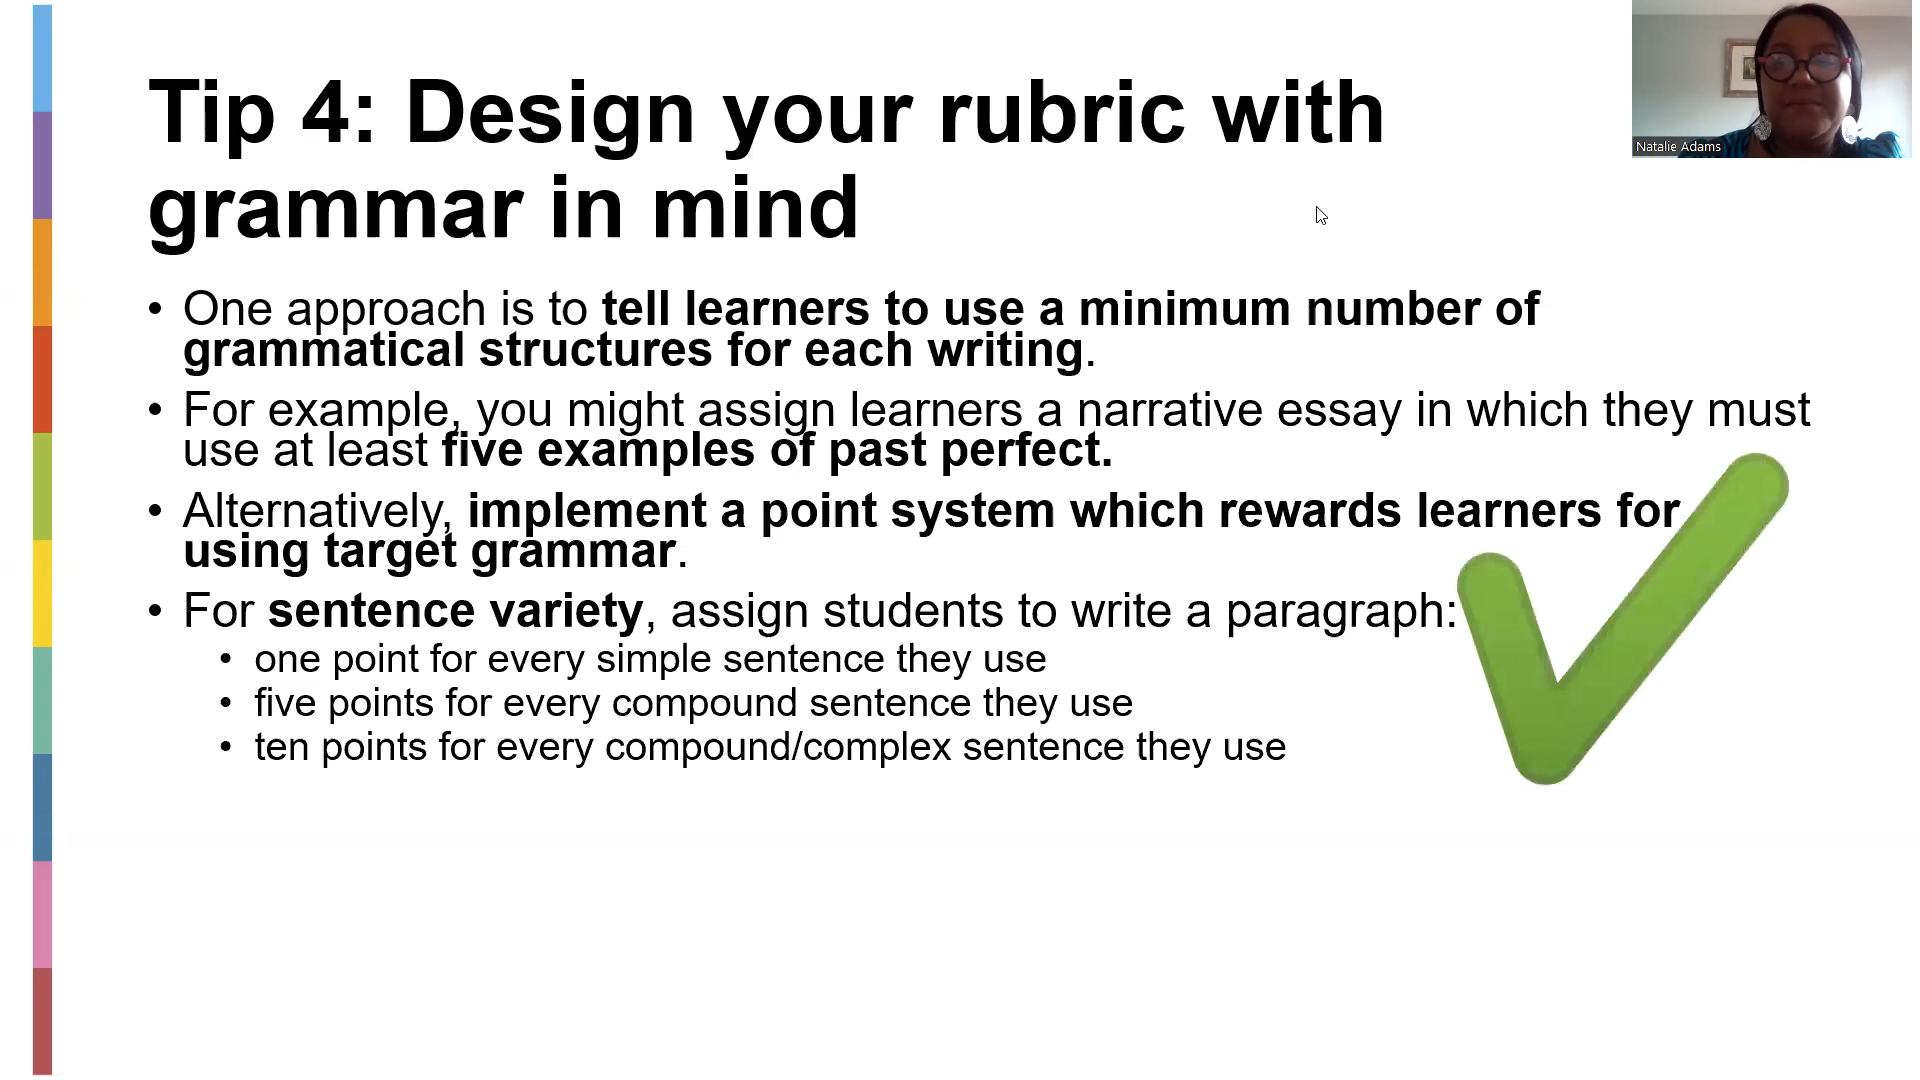 Tip 4: Design your rubric with
grammar in mind
• One approach is to tell learners to use a minimum number of
grammatical structures for each writing.
• For example, you might assign learners a narrative essay in which they must
use at least five examples of past perfect.
• Alternatively, implement a point system which rewards learners for
using target grammar.
• For sentence variety, assign students to write a paragraph:
• one point for every simple sentence they use
• five points for every compound sentence they use
• ten points for every compound/complex sentence they use
Natalie Adams